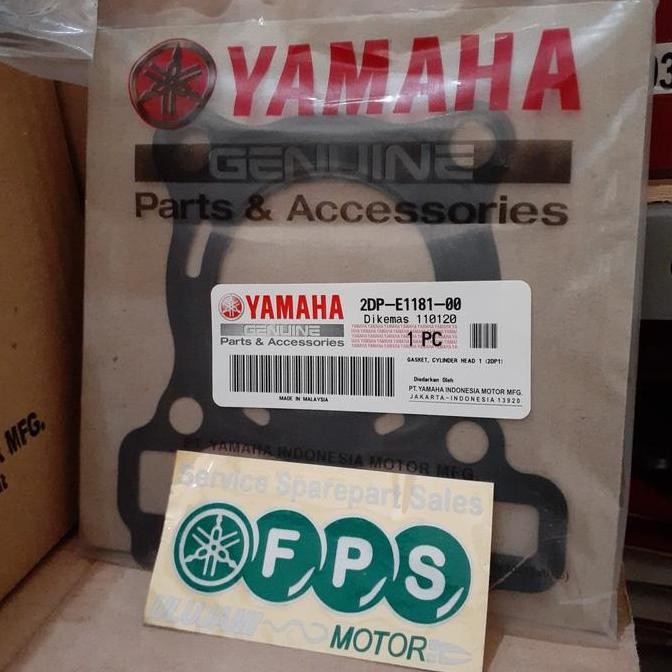 YAMAHA
GENUINE
Parts & Accessories
YAMAHA
GENUINE
Parts & Accessories
2DP-E1181-00
Dikemas 110120
1 PC
GASKET, CYLINDER HEAD 1 (2DP1)
Diedarkan Oleh
PT. YAMAHA INDONESIA MOTOR MFG.
JAKARTA-INDONESIA 13920
MADE IN MALAYSIA
PT. YAMAHA INDONESIA MOTOR MFG.
MFG.
Service Sparepart Sales
FPS
MOTOR